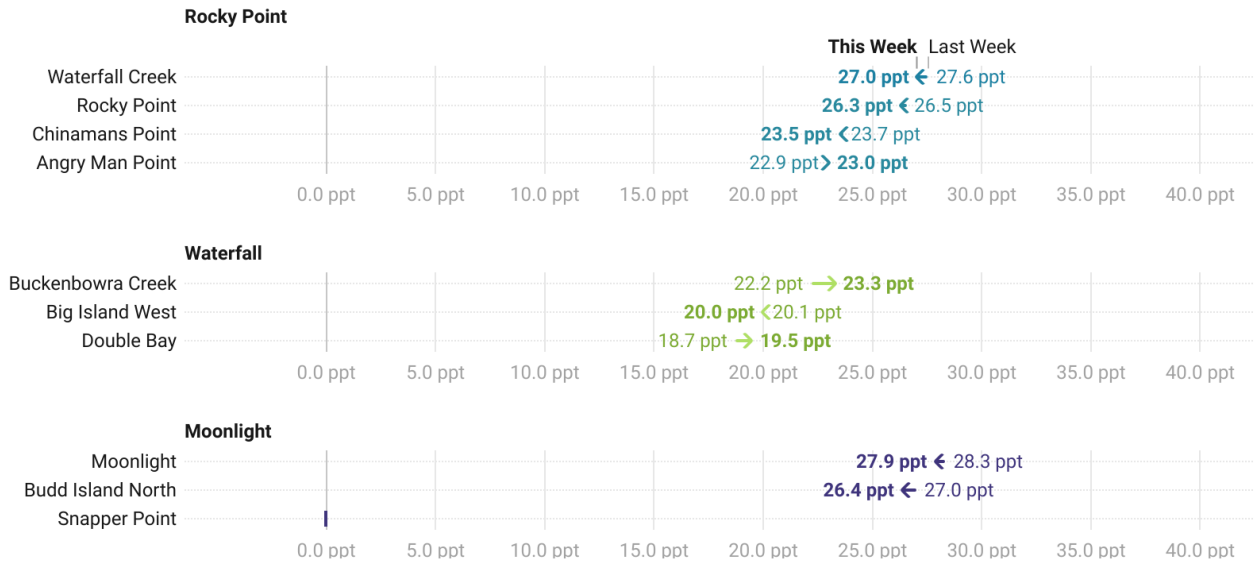 Rocky Point
This Week Last Week
Waterfall Creek 27.0 ppt 27.6 ppt
Rocky Point 26.3 ppt 26.5 ppt
Chinamans Point 23.5 ppt 23.7 ppt
Angry Man Point 22.9 ppt 23.0 ppt
0.0 ppt 5.0 ppt 10.0 ppt 15.0 ppt 20.0 ppt 25.0 ppt 30.0 ppt 35.0 ppt 40.0 ppt
Waterfall
Buckenbowra Creek 22.2 ppt 23.3 ppt
Big Island West 20.0 ppt 20.1 ppt
Double Bay 18.7 ppt 19.5 ppt
0.0 ppt 5.0 ppt 10.0 ppt 15.0 ppt 20.0 ppt 25.0 ppt 30.0 ppt 35.0 ppt 40.0 ppt
Moonlight
Moonlight 27.9 ppt 28.3 ppt
Budd Island North 26.4 ppt 27.0 ppt
Snapper Point
0.0 ppt 5.0 ppt 10.0 ppt 15.0 ppt 20.0 ppt 25.0 ppt 30.0 ppt 35.0 ppt 40.0 ppt